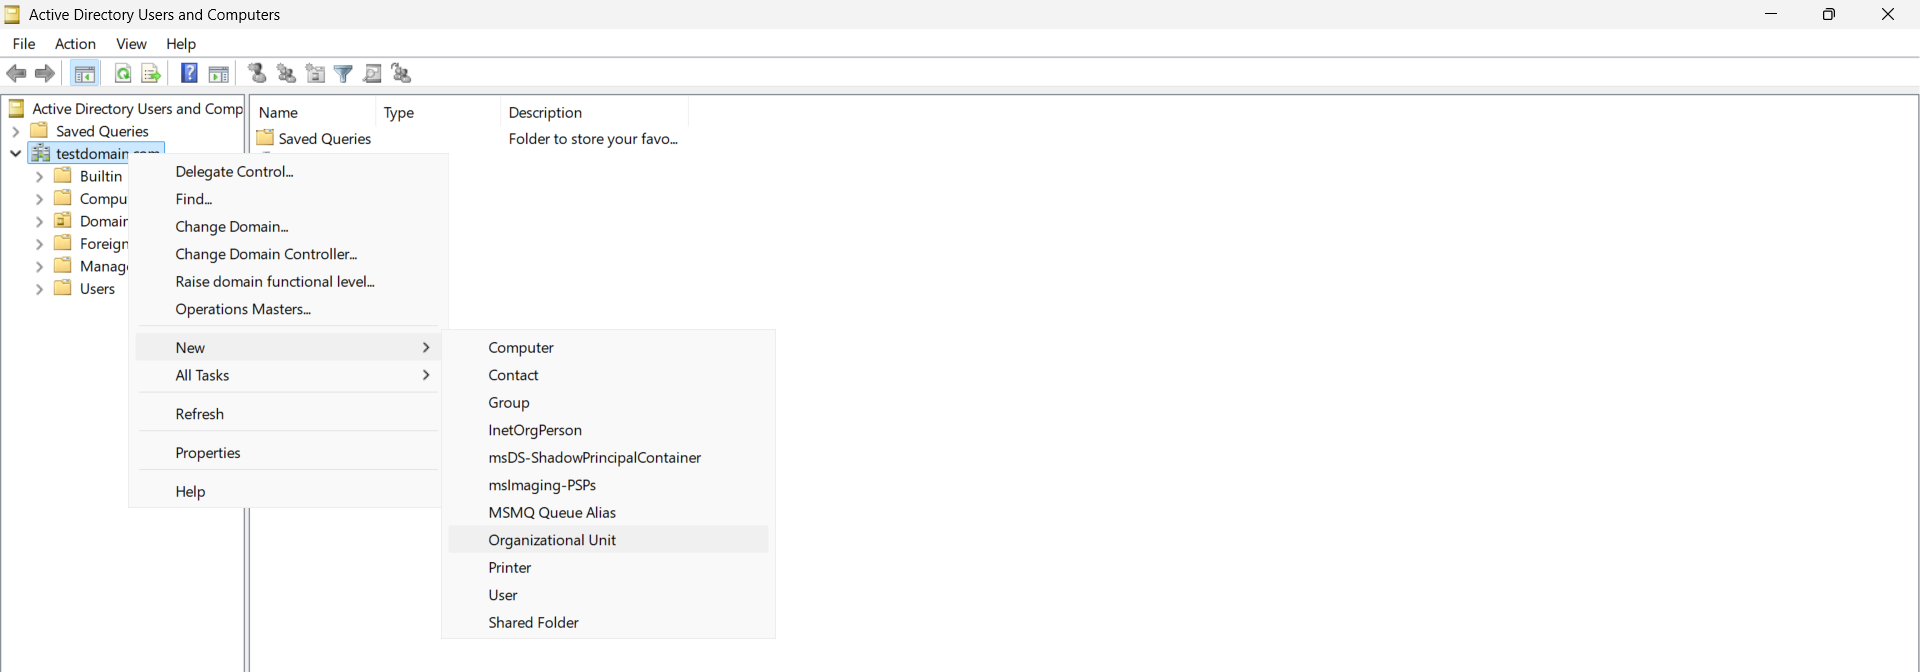 Active Directory Users and Computers
File Action View Help
Active Directory Users and Comp
Saved Queries
testdomain.com
Builtin
Compu
Domain
Foreign
Manag
Users
Name Type Description
Saved Queries Folder to store your favo...
Delegate Control...
Find...
Change Domain...
Change Domain Controller...
Raise domain functional level...
Operations Masters...
New
All Tasks
Refresh
Properties
Help
Computer
Contact
Group
InetOrgPerson
msDS-ShadowPrincipalContainer
msImaging-PSPs
MSMQ Queue Alias
Organizational Unit
Printer
User
Shared Folder